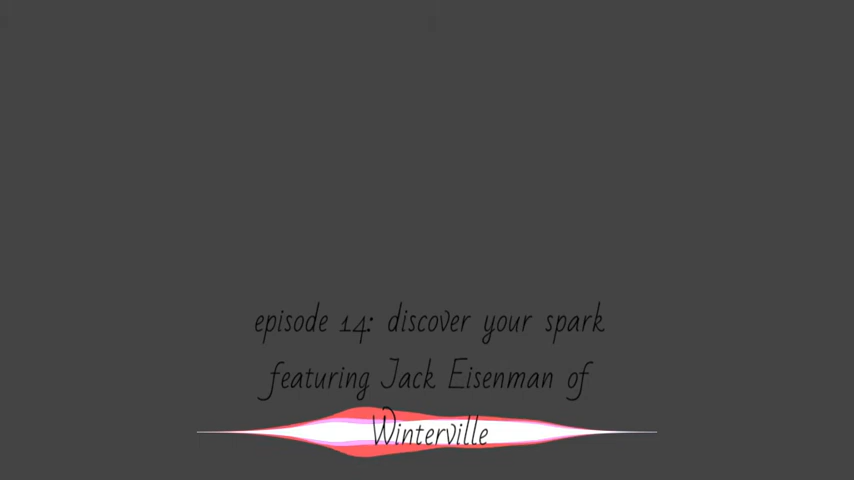 episode 14: discover your spark
featuring Jack Eisenman of
Winterville